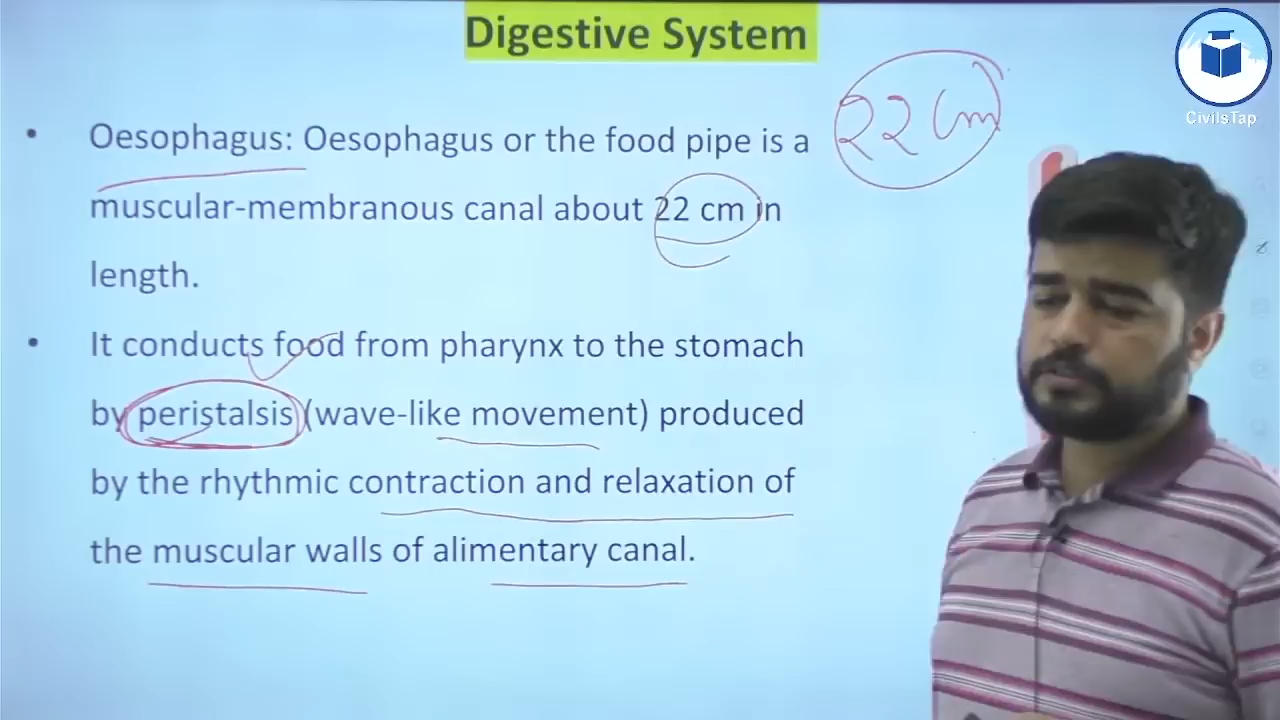 Digestive System
22 cm
CivilsTap
• Oesophagus: Oesophagus or the food pipe is a
muscular-membranous canal about 22 cm in
length.
• It conducts food from pharynx to the stomach
by peristalsis (wave-like movement) produced
by the rhythmic contraction and relaxation of
the muscular walls of alimentary canal.